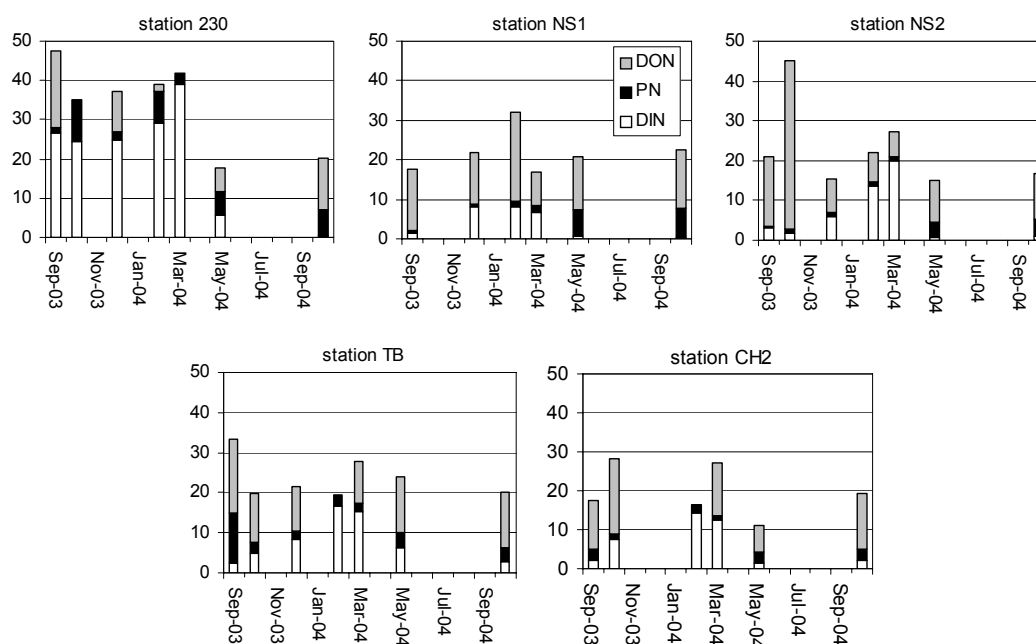 station 230
50
40
30
20
10
0
Sep-03
Nov-03
Jan-04
Mar-04
May-04
Jul-04
Sep-04
station NS1
50
40
30
20
10
0
DON
PN
DIN
Sep-03
Nov-03
Jan-04
Mar-04
May-04
Jul-04
Sep-04
station NS2
50
40
30
20
10
0
Sep-03
Nov-03
Jan-04
Mar-04
May-04
Jul-04
Sep-04
station TB
50
40
30
20
10
0
Sep-03
Nov-03
Jan-04
Mar-04
May-04
Jul-04
Sep-04
station CH2
50
40
30
20
10
0
Sep-03
Nov-03
Jan-04
Mar-04
May-04
Jul-04
Sep-04